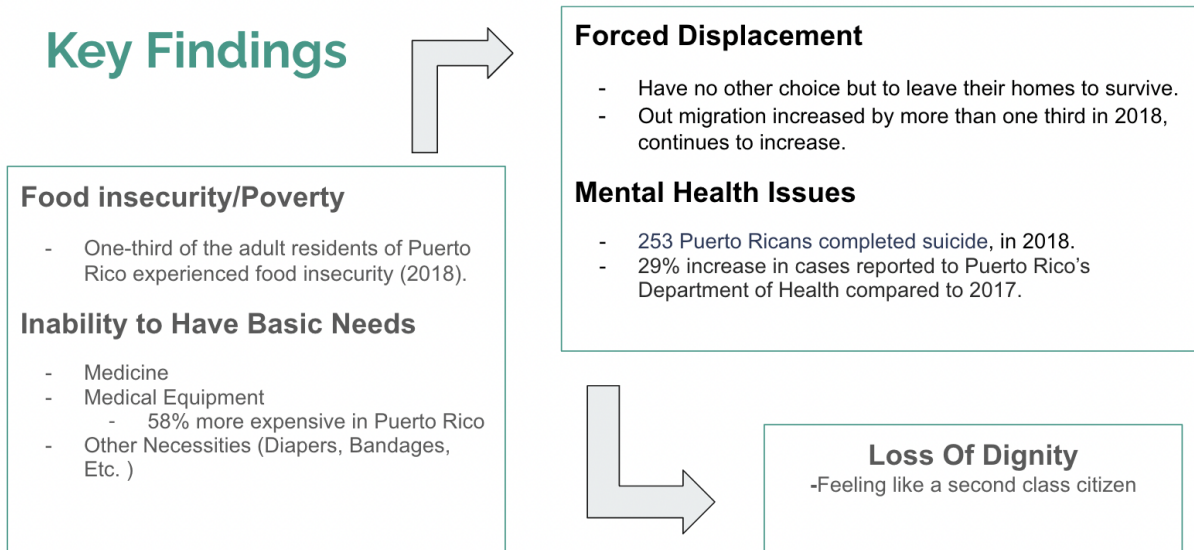 Key Findings
Food insecurity/Poverty
- One-third of the adult residents of Puerto
Rico experienced food insecurity (2018).
Inability to Have Basic Needs
- Medicine
- Medical Equipment
- 58% more expensive in Puerto Rico
- Other Necessities (Diapers, Bandages,
Etc. )
Forced Displacement
- Have no other choice but to leave their homes to survive.
- Out migration increased by more than one third in 2018,
continues to increase.
Mental Health Issues
- 253 Puerto Ricans completed suicide, in 2018.
- 29% increase in cases reported to Puerto Rico’s
Department of Health compared to 2017.
Loss Of Dignity
-Feeling like a second class citizen